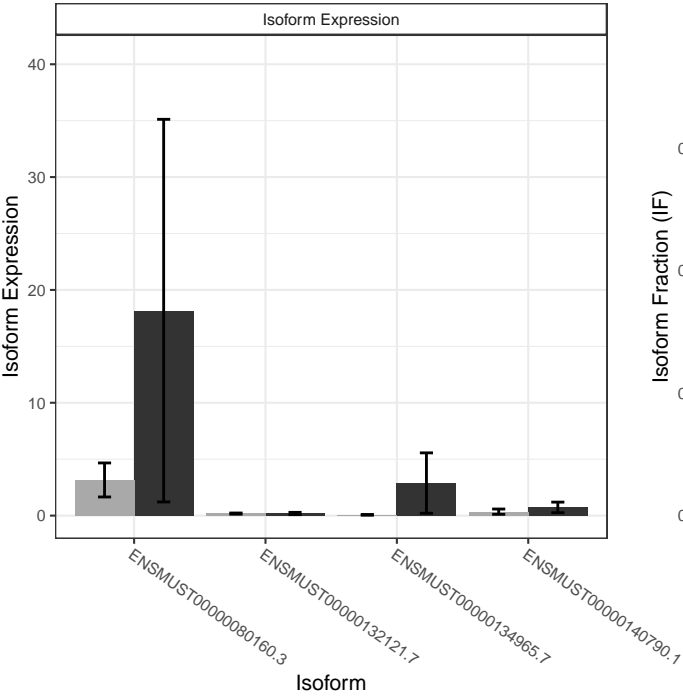 Isoform Expression
Isoform Expression
40
30
20
10
0
ENSMUST00000080160.3
ENSMUST00000132121.7
ENSMUST00000134965.7
ENSMUST00000140790.1
Isoform
Isoform Fraction (IF)